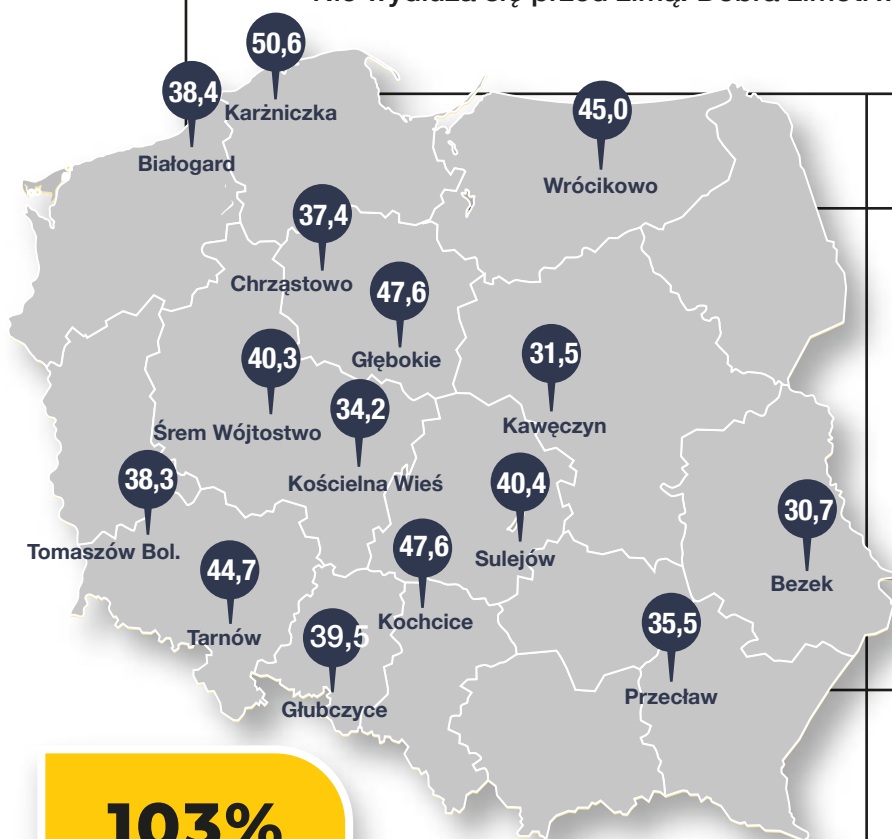 50,6
Karżniczka
38,4
Białogard
45,0
Wrócikowo
37,4
Chrząstowo
47,6
Głębokie
40,3
Śrem Wójtostwo
31,5
Kawęczyn
34,2
Kościelna Wieś
38,3
Tomaszów Bol.
40,4
Sulejów
30,7
Bezek
44,7
Tarnów
47,6
Kochcice
39,5
Głubczyce
35,5
Przecław
103%